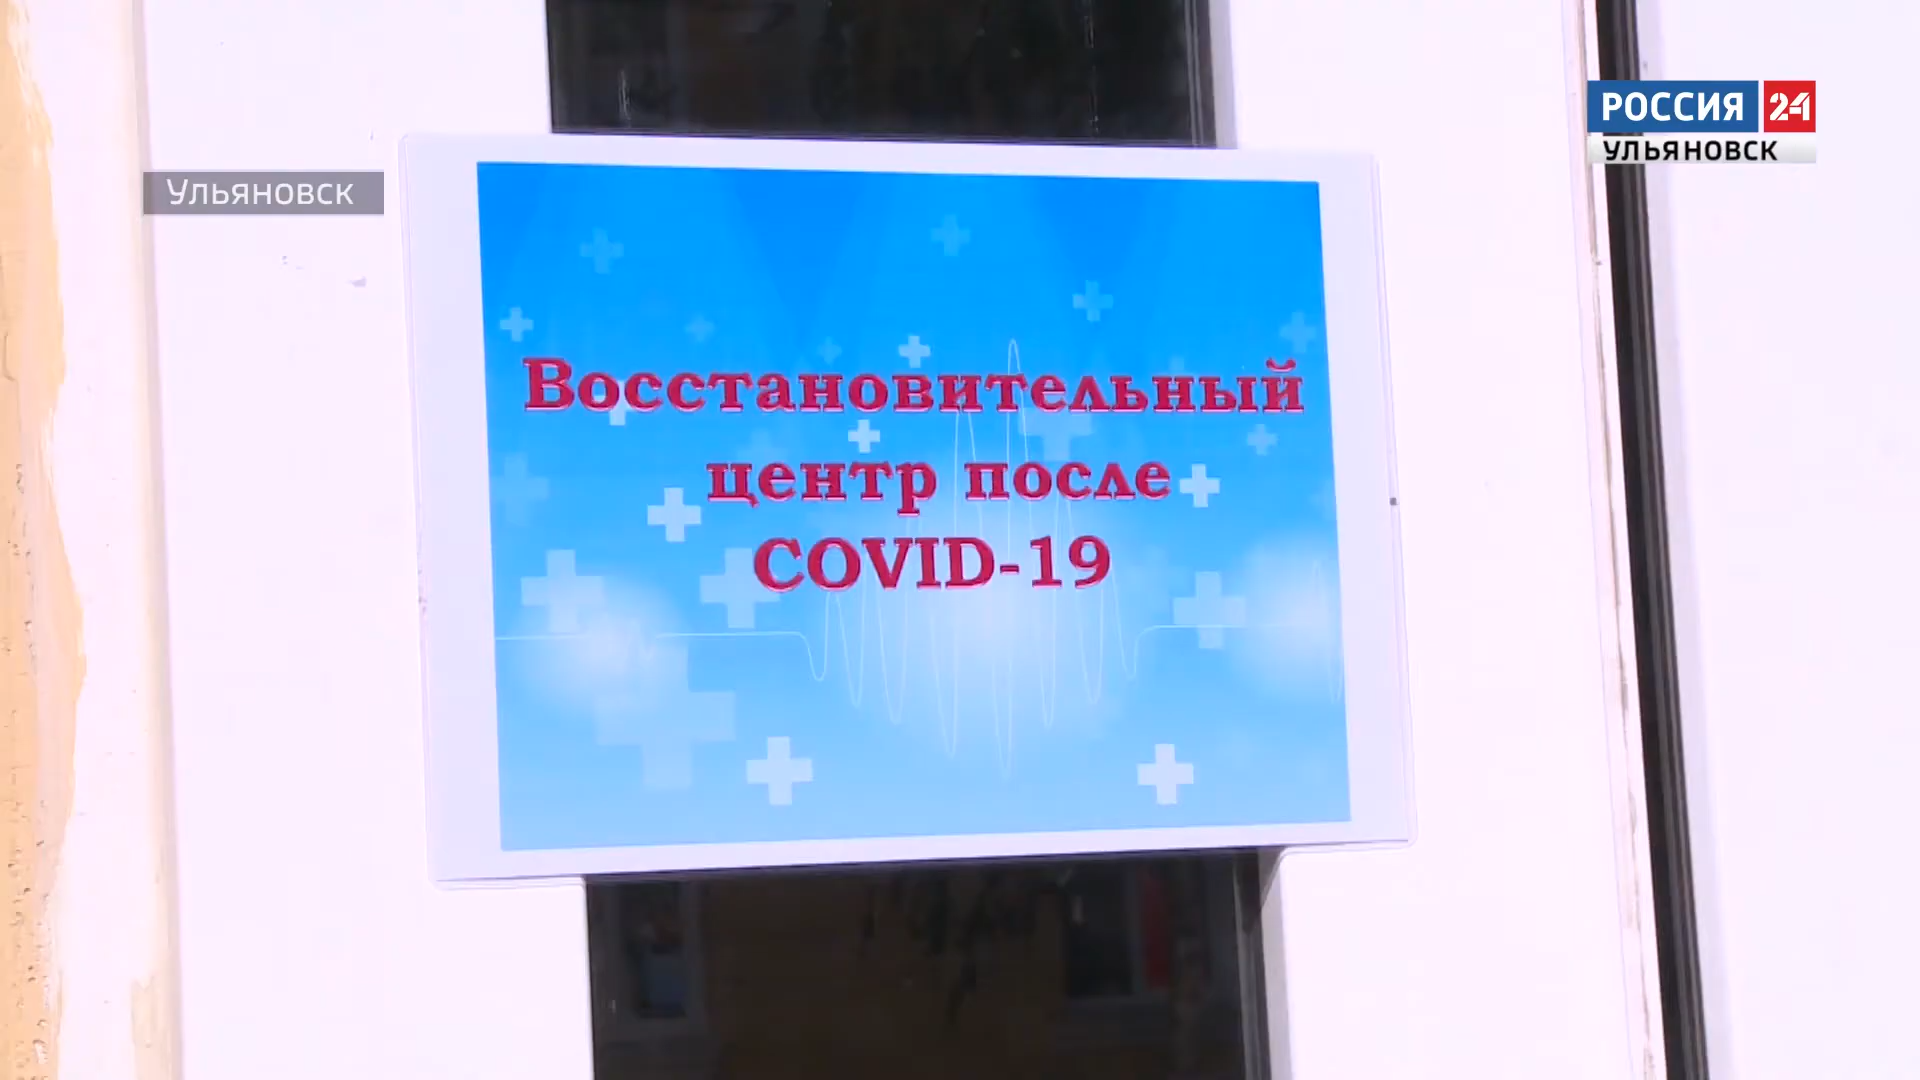 РОССИЯ 24
УЛЬЯНОВСК
Ульяновск
Восстановительный
центр после
COVID-19